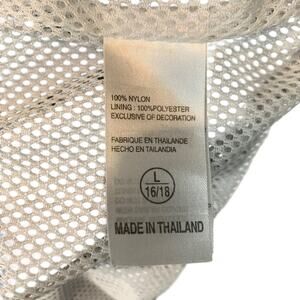 100% NYLON
LINING : 100%POLYESTER
EXCLUSIVE OF DECORATION
FABRIQUE EN THAILANDE
HECHO EN TAILANDIA
L
16/18
MADE IN THAILAND